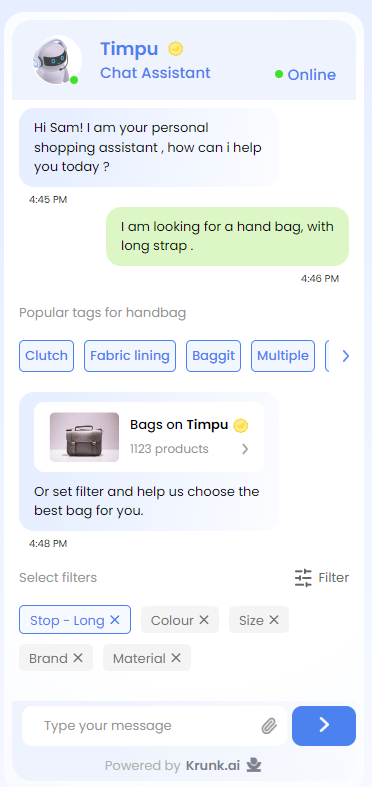 Timpu
Chat Assistant
Online
Hi Sam! I am your personal
shopping assistant , how can i help
you today ?
4:45 PM
I am looking for a hand bag, with
long strap .
4:46 PM
Popular tags for handbag
Clutch Fabric lining Baggit Multiple
Bags on Timpu
1123 products
Or set filter and help us choose the
best bag for you.
4:48 PM
Select filters Filter
Stop - Long Colour Size
Brand Material
Type your message
Powered by Krunk.ai